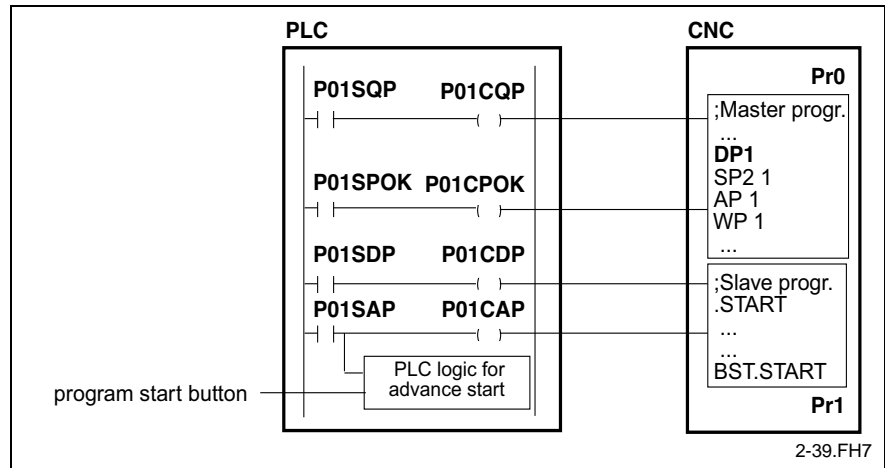 PLC
CNC
P01SQP P01CQP
P01SPOK P01CPOK
P01SDP P01CDP
P01SAP P01CAP
PLC logic for
advance start
program start button
Pr0
;Master progr.
...
DP1
SP2 1
AP 1
WP 1
...
;Slave progr.
.START
...
...
BST.START
Pr1
2-39.FH7